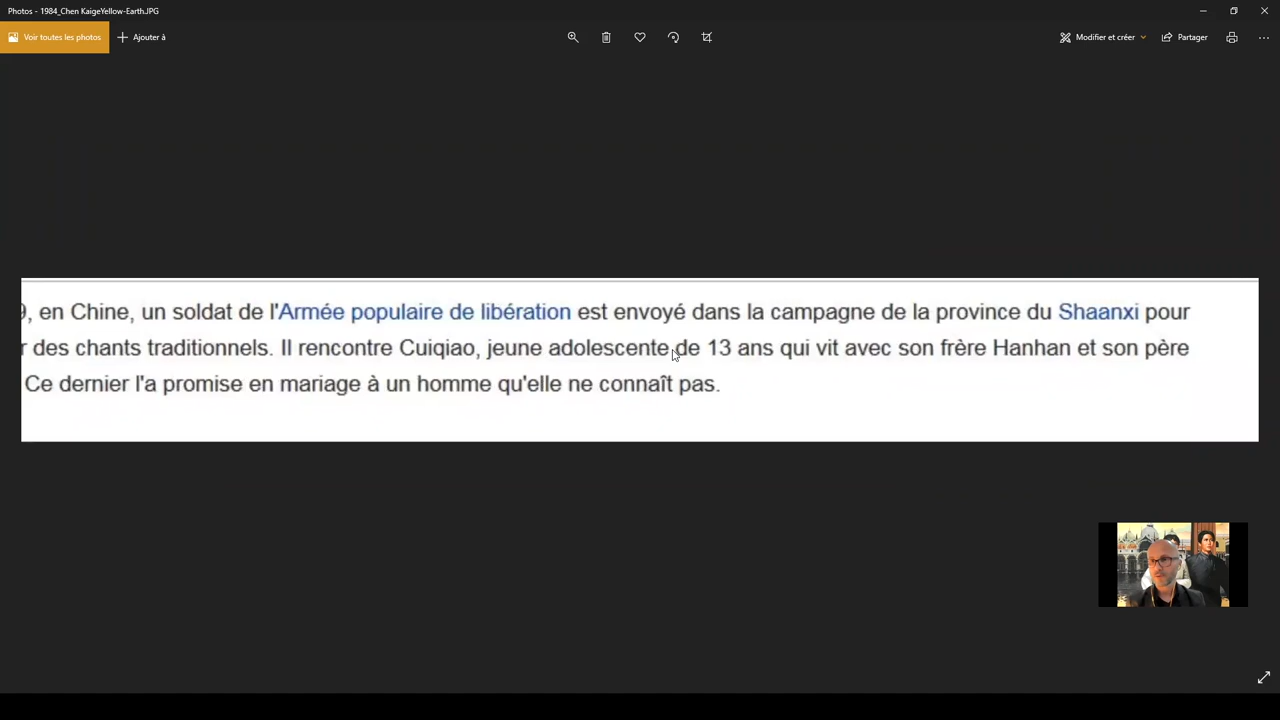 Photos - 1984_Chen KaigeYellow-Earth.JPG
Voir toutes les photos
Ajouter à
Modifier et créer
Partager
, en Chine, un soldat de l'Armée populaire de libération est envoyé dans la campagne de la province du Shaanxi pour
des chants traditionnels. Il rencontre Cuiqiao, jeune adolescente de 13 ans qui vit avec son frère Hanhan et son père
Ce dernier l'a promise en mariage à un homme qu'elle ne connaît pas.